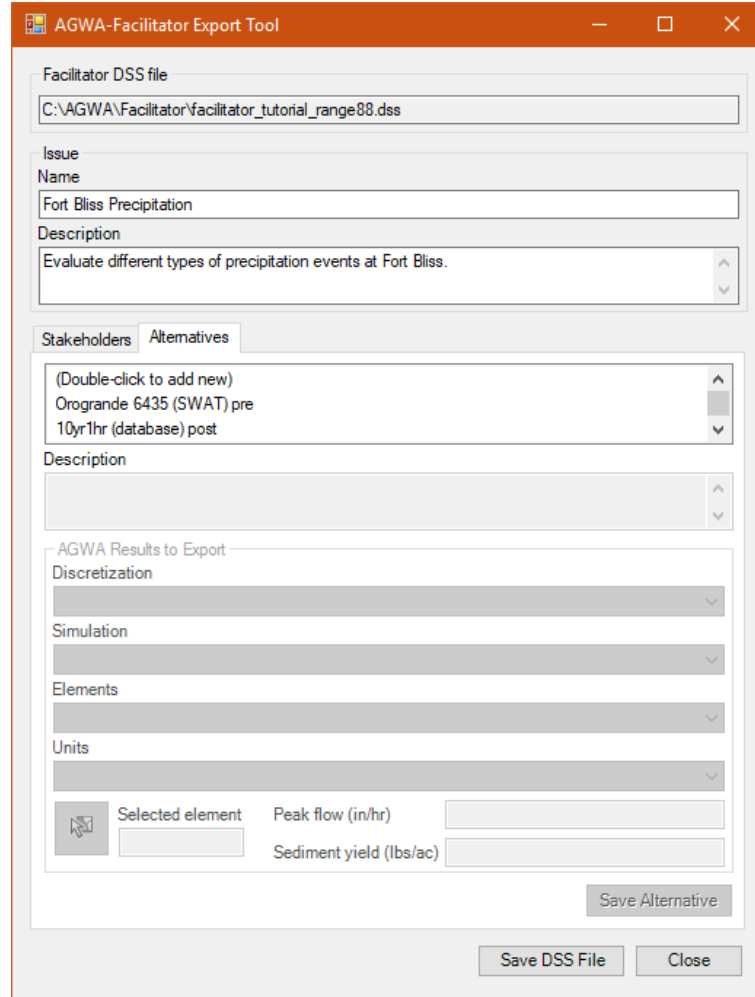 AGWA-Facilitator Export Tool
Facilitator DSS file
C:\AGWA\Facilitator\facilitator_tutorial_range88.dss
Issue
Name
Fort Bliss Precipitation
Description
Evaluate different types of precipitation events at Fort Bliss.
Stakeholders Alternatives
(Double-click to add new)
Orogrande 6435 (SWAT) pre
10yr1hr (database) post
Description
AGWA Results to Export
Discretization
Simulation
Elements
Units
Selected element Peak flow (in/hr)
Sediment yield (lbs/ac)
Save Alternative
Save DSS File Close